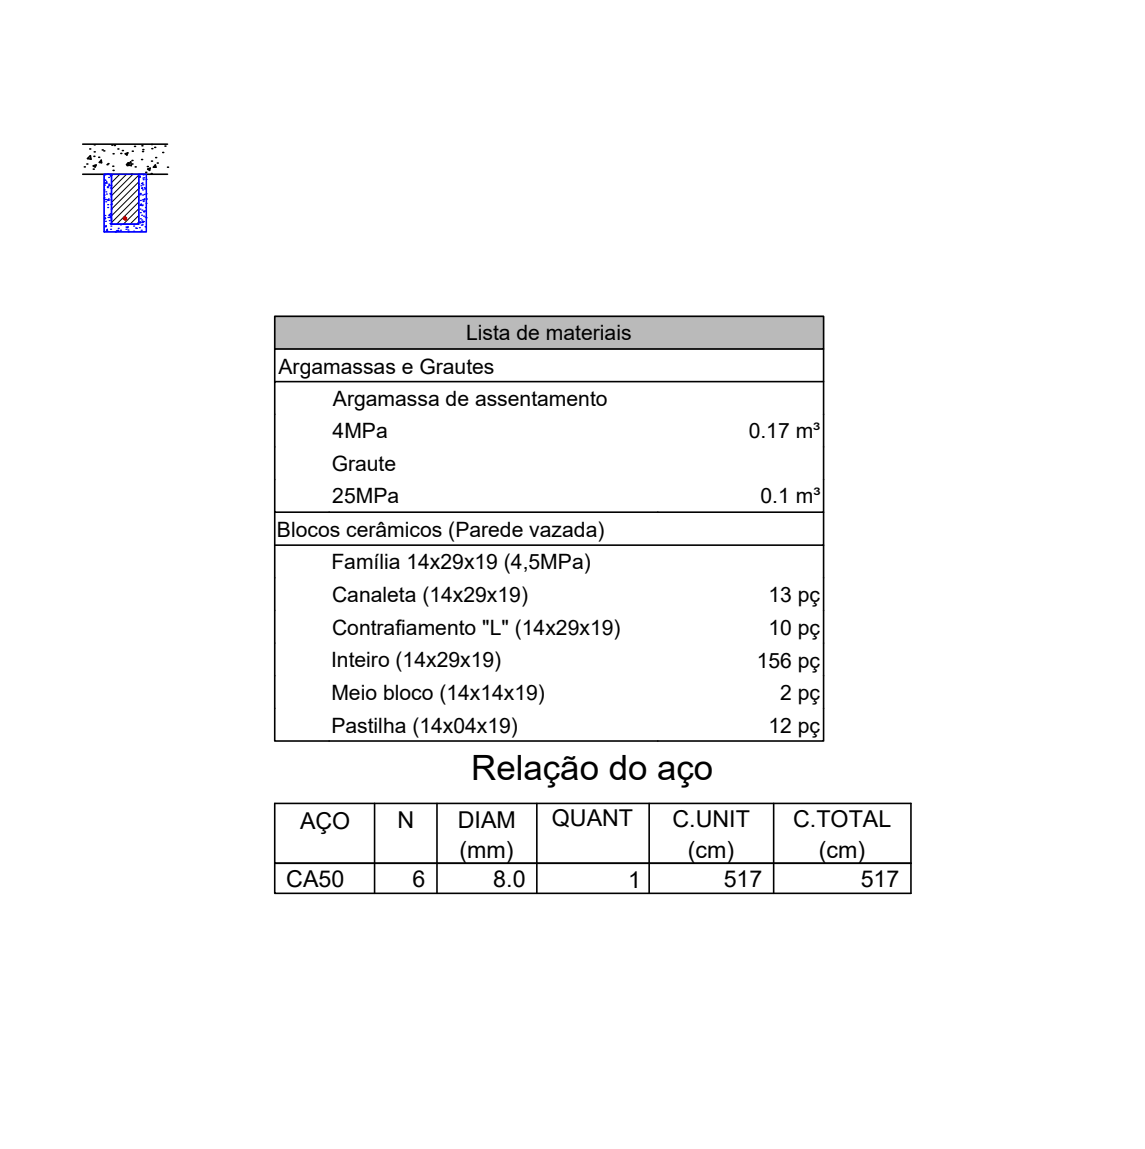 Lista de materiais
Argamassas e Grautes
Argamassa de assentamento
4MPa 0.17 m³
Graute
25MPa 0.1 m³
Blocos cerâmicos (Parede vazada)
Família 14x29x19 (4,5MPa)
Canaleta (14x29x19) 13 pç
Contrafiamento "L" (14x29x19) 10 pç
Inteiro (14x29x19) 156 pç
Meio bloco (14x14x19) 2 pç
Pastilha (14x04x19) 12 pç
Relação do aço
AÇO N DIAM QUANT C.UNIT C.TOTAL
(mm) (cm) (cm)
CA50 6 8.0 1 517 517